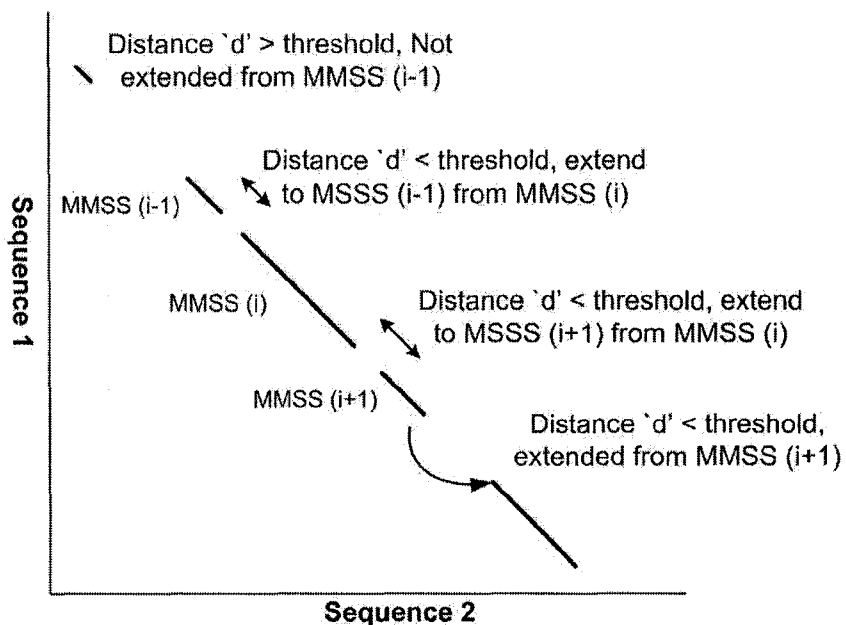 Distance `d' > threshold, Not
extended from MMSS (i-1)
Distance `d' < threshold, extend
to MSSS (i-1) from MMSS (i)
MMSS (i-1)
Sequence 1
MMSS (i)
Distance `d' < threshold, extend
to MSSS (i+1) from MMSS (i)
MMSS (i+1)
Distance `d' < threshold,
extended from MMSS (i+1)
Sequence 2